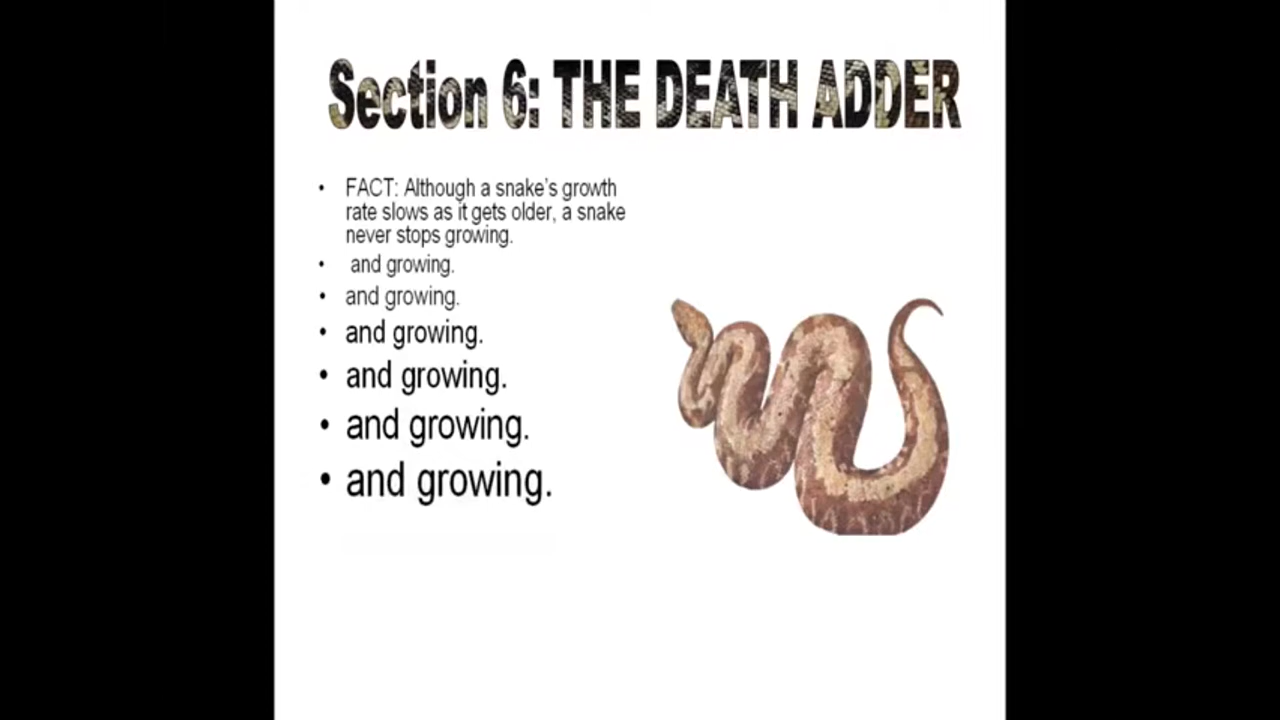 Section 6: THE DEATH ADDER
• FACT: Although a snake's growth
rate slows as it gets older, a snake
never stops growing.
• and growing.
• and growing.
• and growing.
• and growing.
• and growing.
• and growing.